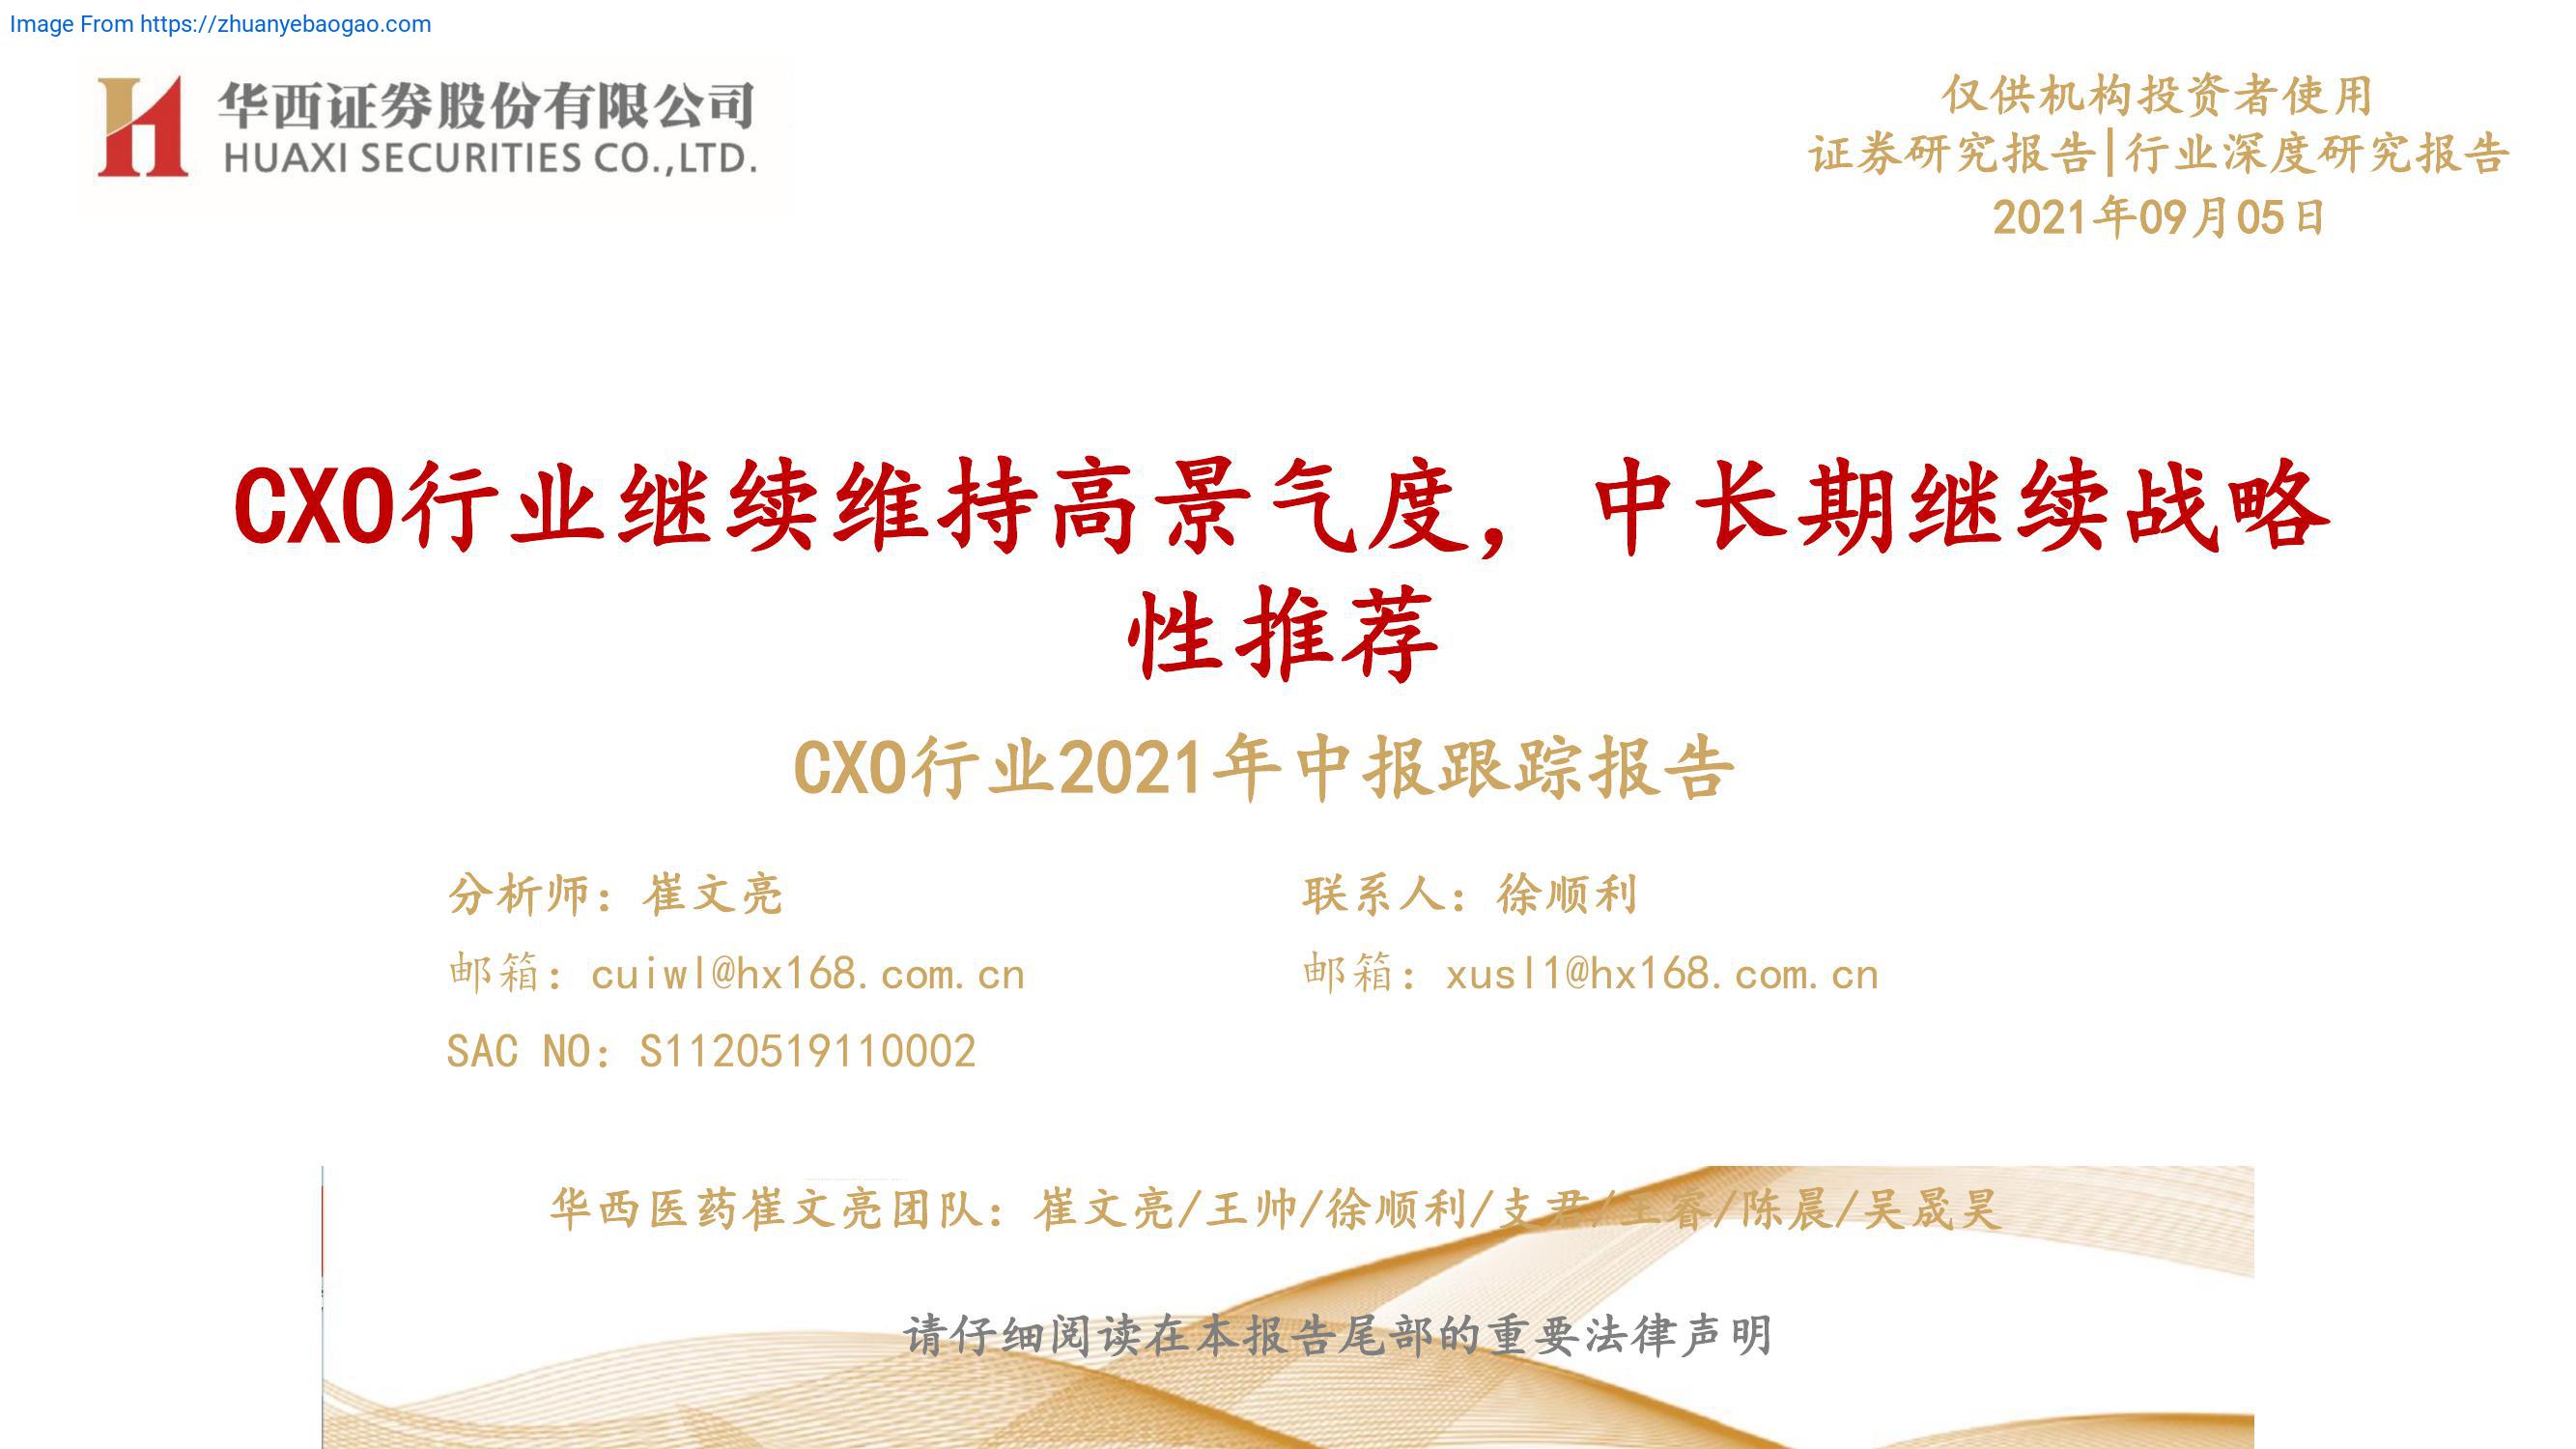 Image From https://zhuanyebaogao.com
华西证券股份有限公司
HUAXI SECURITIES CO.,LTD.
仅供机构投资者使用
证券研究报告|行业深度研究报告
2021年09月05日
CXO行业继续维持高景气度，中长期继续战略
性推荐
CXO行业2021年中报跟踪报告
分析师：崔文亮
邮箱：cuiwl@hx168.com.cn
SAC NO：S1120519110002
联系人：徐顺利
邮箱：xusl1@hx168.com.cn
华西医药崔文亮团队：崔文亮/王帅/徐顺利/支君/王睿/陈晨/吴晟昊
请仔细阅读在本报告尾部的重要法律声明